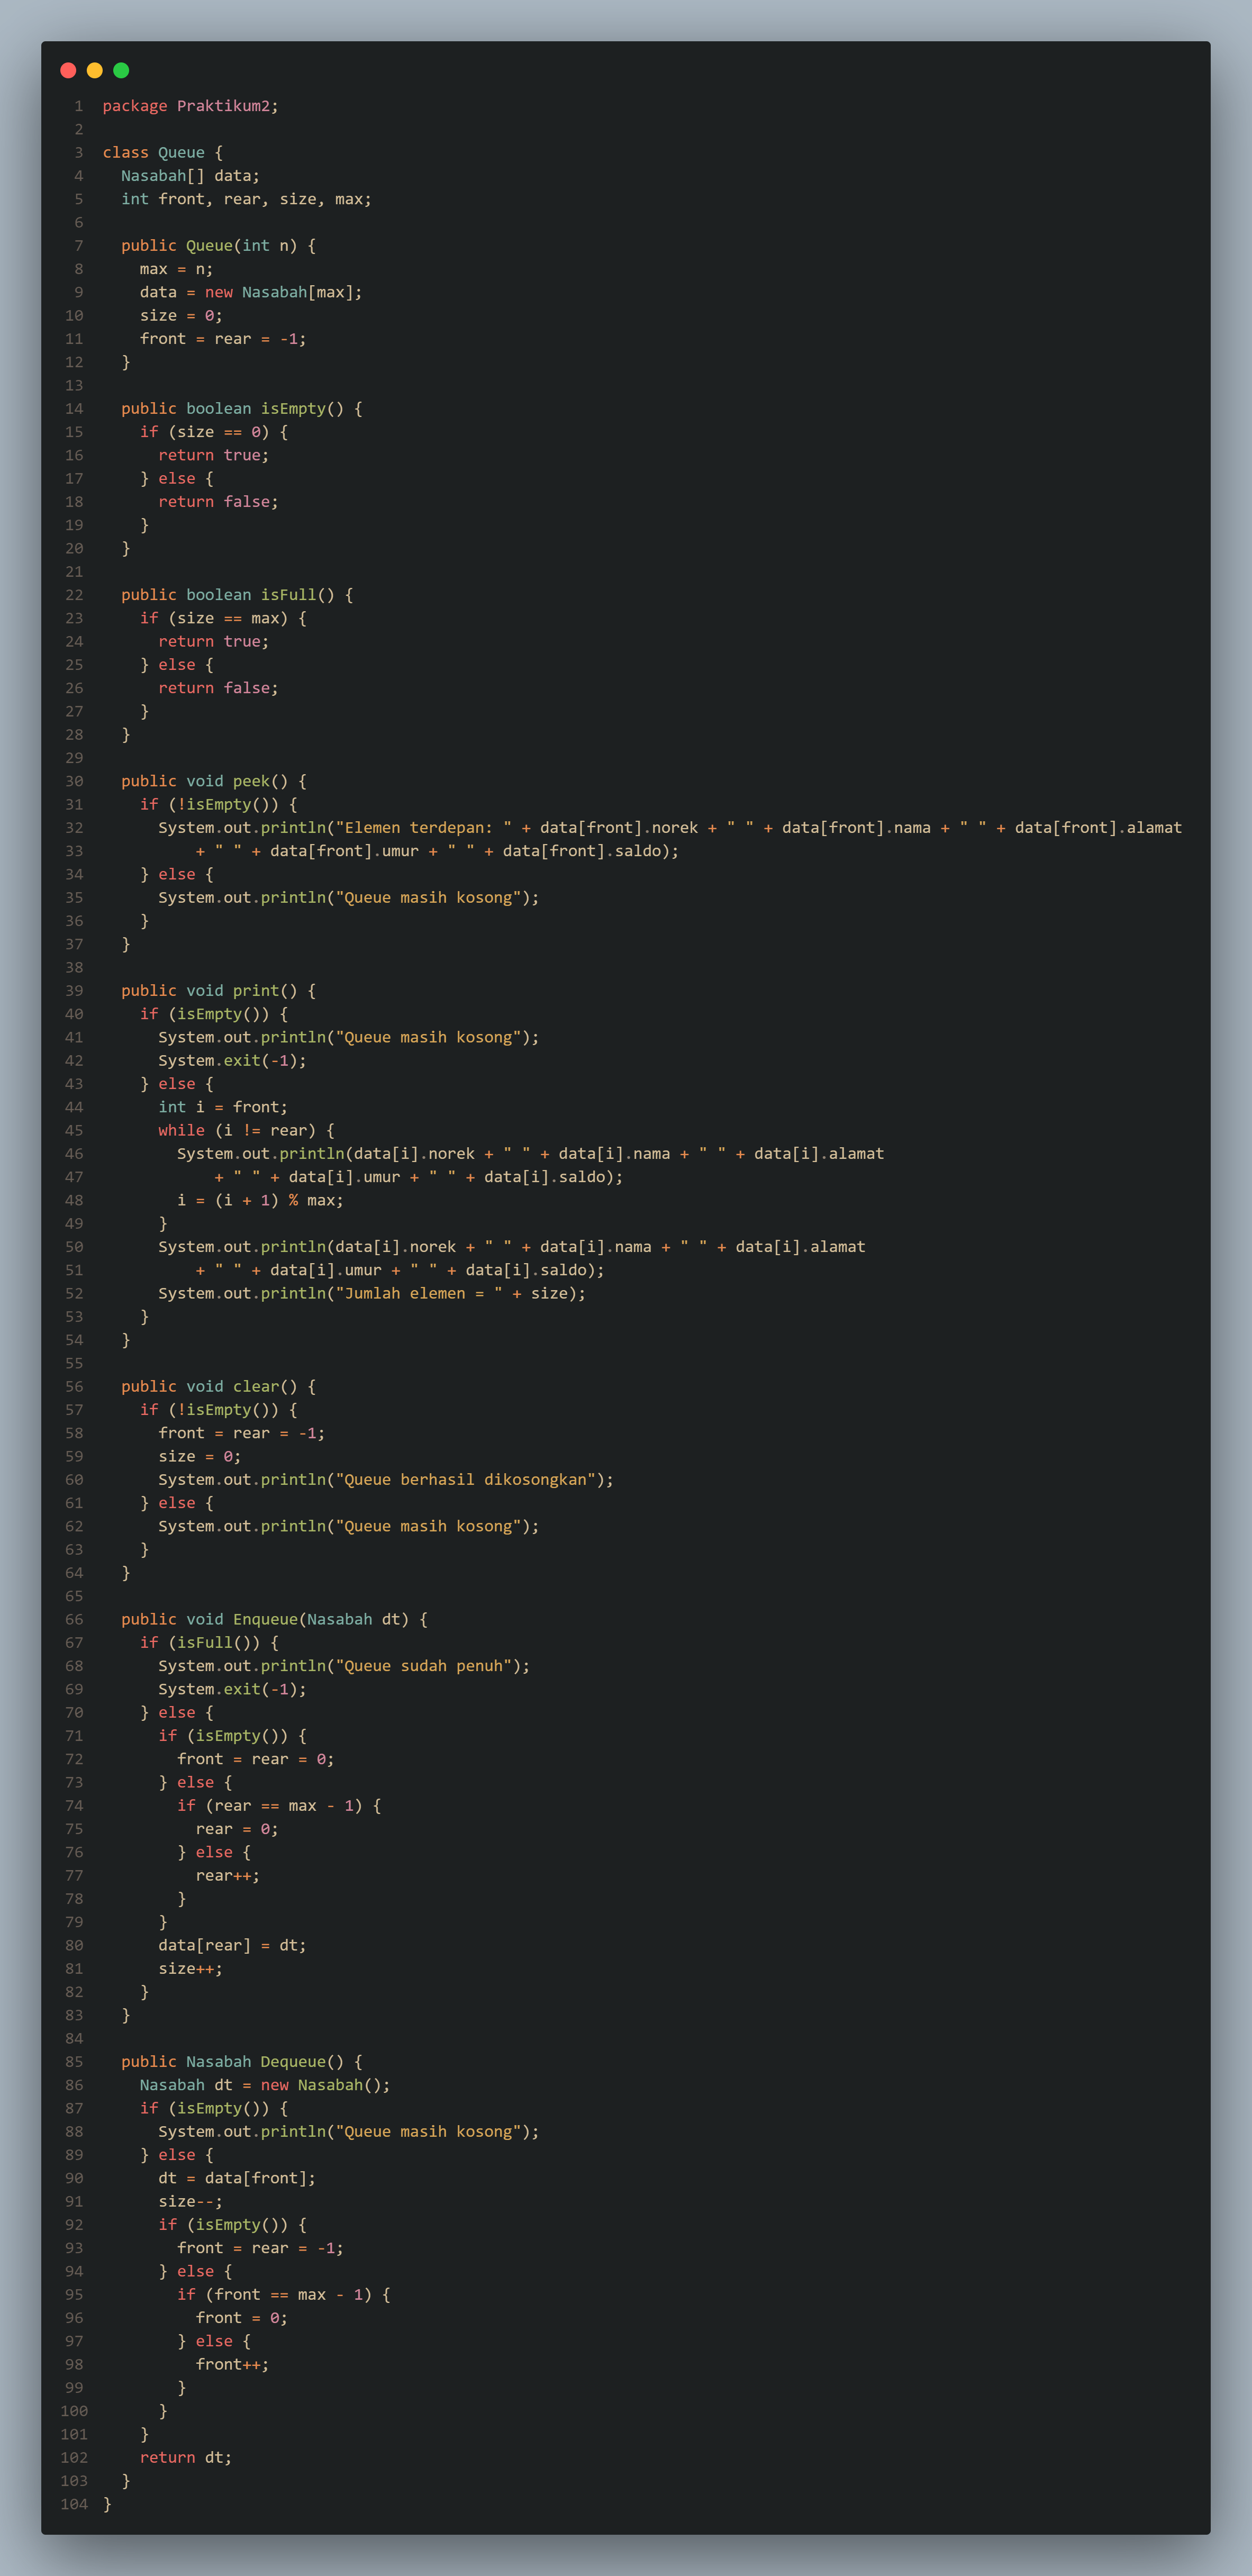 1 package Praktikum2;
2
3 class Queue {
4   Nasabah[] data;
5   int front, rear, size, max;
6
7   public Queue(int n) {
8     max = n;
9     data = new Nasabah[max];
10     size = 0;
11     front = rear = -1;
12   }
13
14   public boolean isEmpty() {
15     if (size == 0) {
16       return true;
17     } else {
18       return false;
19     }
20   }
21
22   public boolean isFull() {
23     if (size == max) {
24       return true;
25     } else {
26       return false;
27     }
28   }
29
30   public void peek() {
31     if (!isEmpty()) {
32       System.out.println("Elemen terdepan: " + data[front].norek + " " + data[front].nama + " " + data[front].alamat
33           + " " + data[front].umur + " " + data[front].saldo);
34     } else {
35       System.out.println("Queue masih kosong");
36     }
37   }
38
39   public void print() {
40     if (isEmpty()) {
41       System.out.println("Queue masih kosong");
42       System.exit(-1);
43     } else {
44       int i = front;
45       while (i != rear) {
46         System.out.println(data[i].norek + " " + data[i].nama + " " + data[i].alamat
47             + " " + data[i].umur + " " + data[i].saldo);
48         i = (i + 1) % max;
49       }
50       System.out.println(data[i].norek + " " + data[i].nama + " " + data[i].alamat
51           + " " + data[i].umur + " " + data[i].saldo);
52       System.out.println("Jumlah elemen = " + size);
53     }
54   }
55
56   public void clear() {
57     if (!isEmpty()) {
58       front = rear = -1;
59       size = 0;
60       System.out.println("Queue berhasil dikosongkan");
61     } else {
62       System.out.println("Queue masih kosong");
63     }
64   }
65
66   public void Enqueue(Nasabah dt) {
67     if (isFull()) {
68       System.out.println("Queue sudah penuh");
69       System.exit(-1);
70     } else {
71       if (isEmpty()) {
72         front = rear = 0;
73       } else {
74         if (rear == max - 1) {
75           rear = 0;
76         } else {
77           rear++;
78         }
79       }
80       data[rear] = dt;
81       size++;
82     }
83   }
84
85   public Nasabah Dequeue() {
86     Nasabah dt = new Nasabah();
87     if (isEmpty()) {
88       System.out.println("Queue masih kosong");
89     } else {
90       dt = data[front];
91       size--;
92       if (isEmpty()) {
93         front = rear = -1;
94       } else {
95         if (front == max - 1) {
96           front = 0;
97         } else {
98           front++;
99         }
100       }
101     }
102     return dt;
103   }
104 }